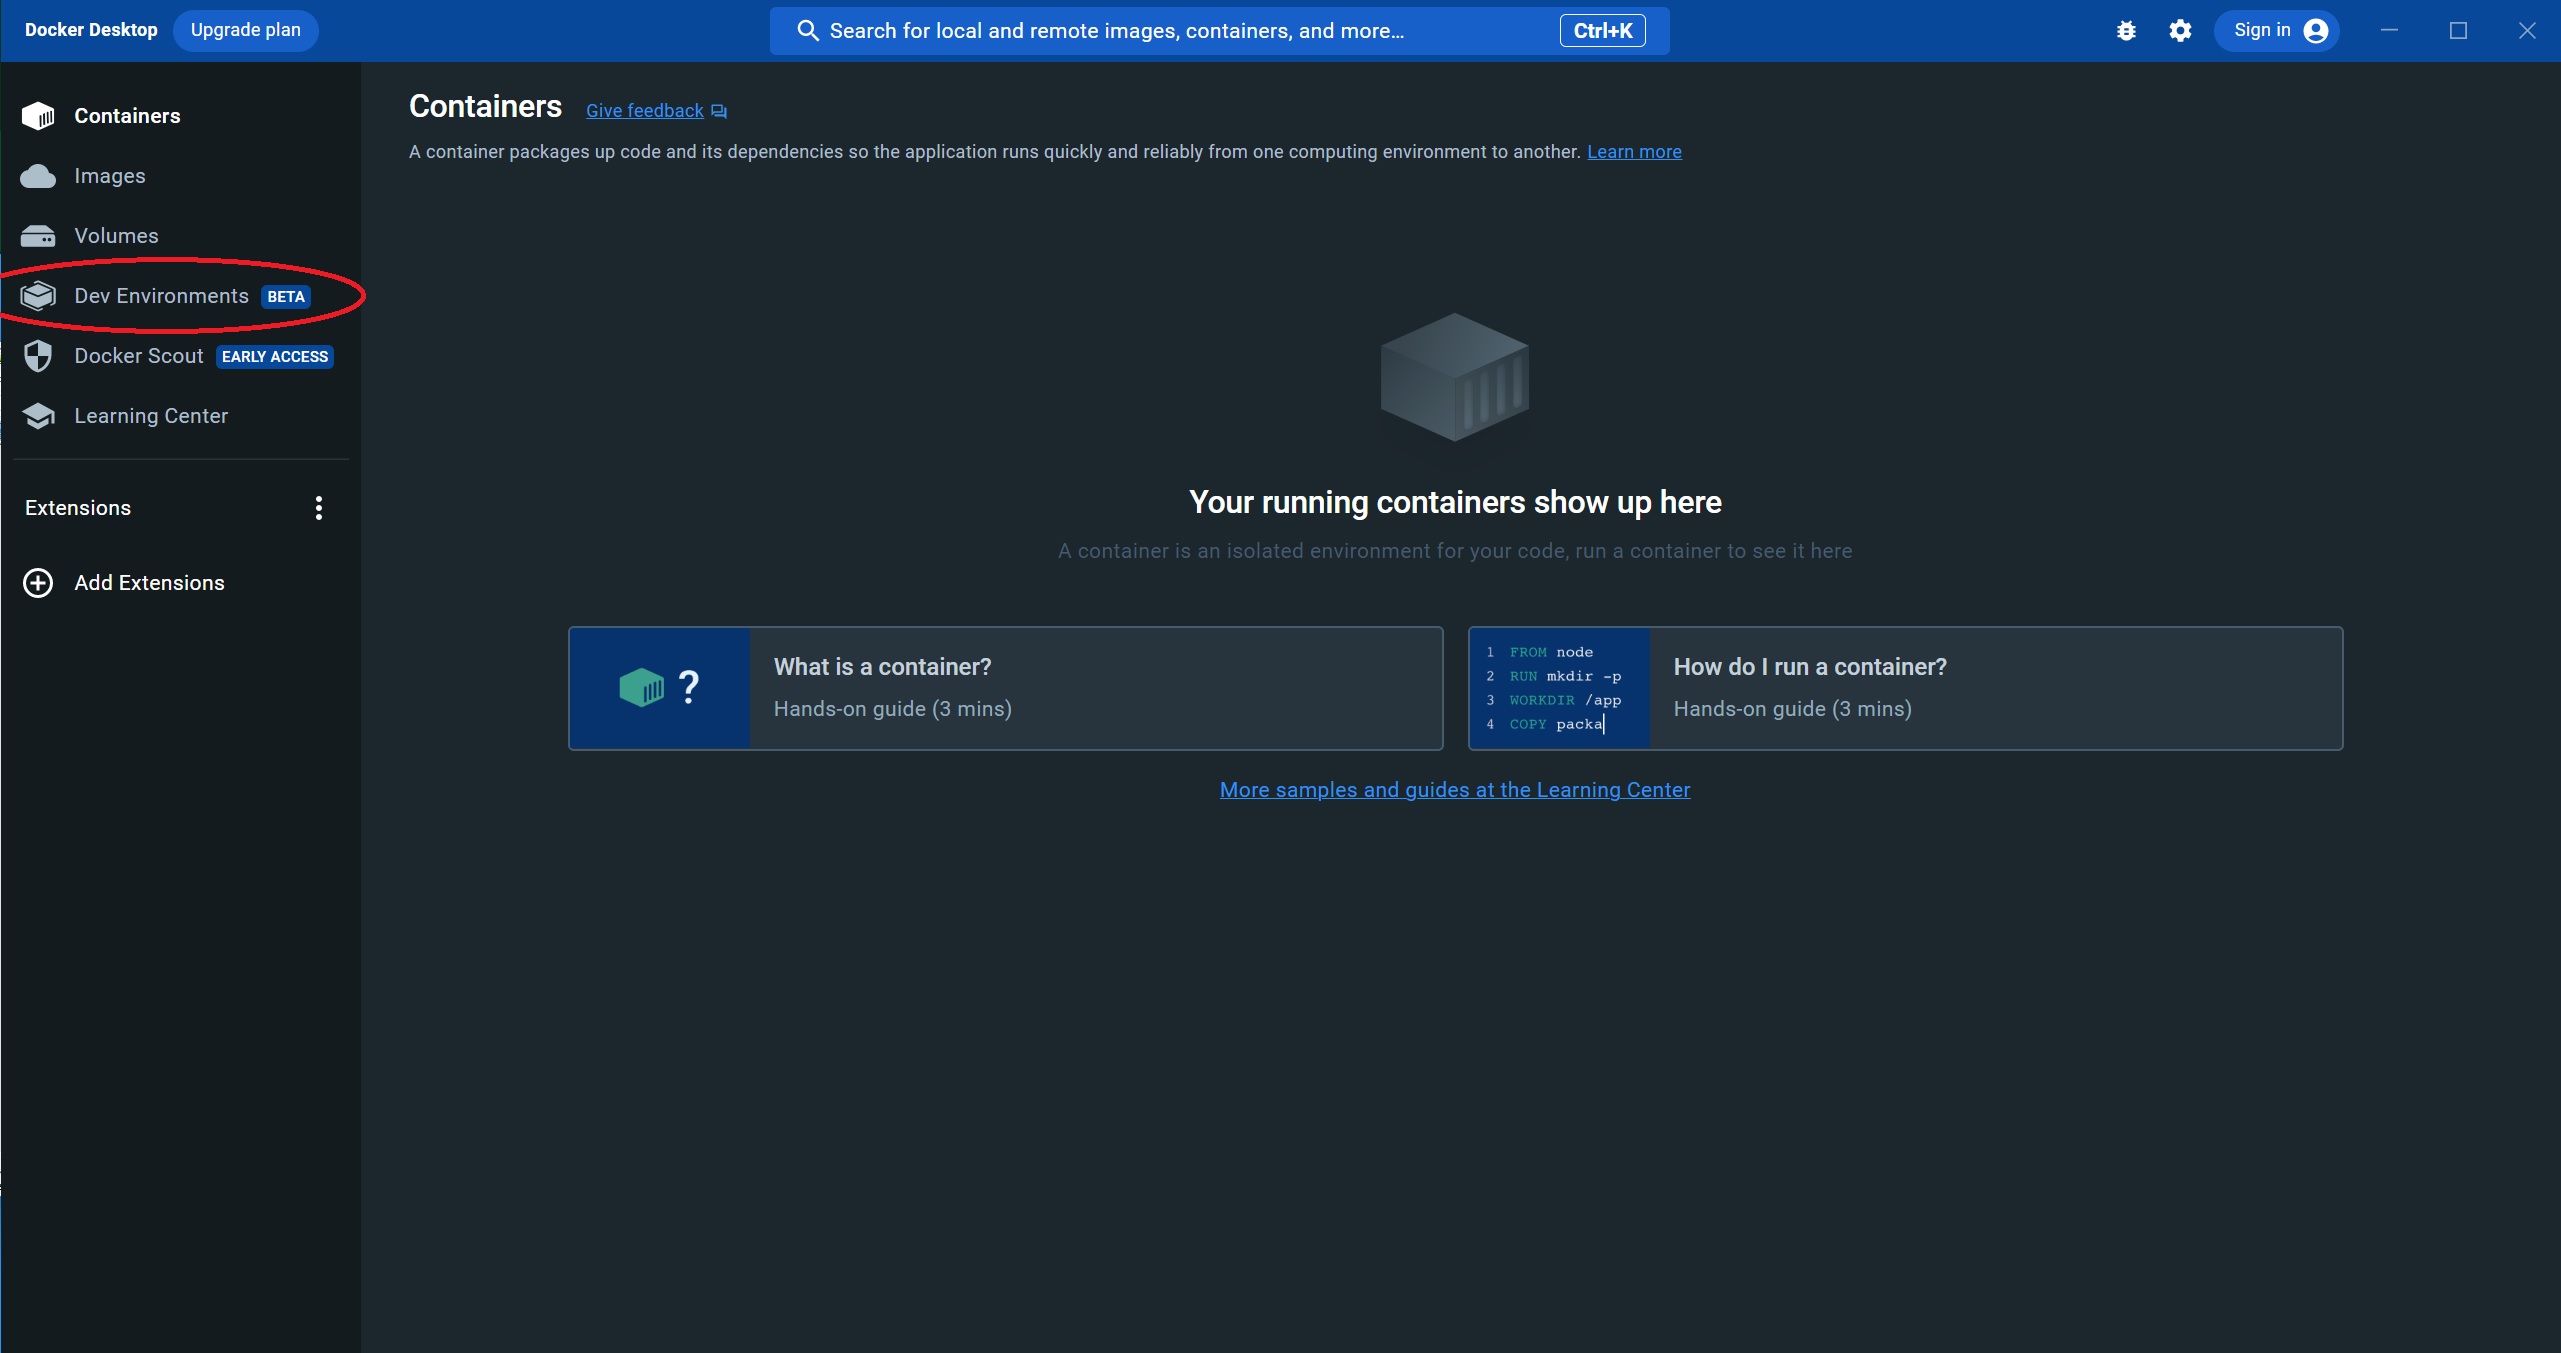 Docker Desktop
Upgrade plan
Search for local and remote images, containers, and more...
Ctrl+K
Sign in
Containers
Images
Volumes
Dev Environments BETA
Docker Scout EARLY ACCESS
Learning Center
Extensions
Add Extensions
Containers
Give feedback
A container packages up code and its dependencies so the application runs quickly and reliably from one computing environment to another. Learn more
Your running containers show up here
A container is an isolated environment for your code, run a container to see it here
?
What is a container?
Hands-on guide (3 mins)
1 FROM node
2 RUN mkdir -p
3 WORKDIR /app
4 COPY packa
How do I run a container?
Hands-on guide (3 mins)
More samples and guides at the Learning Center